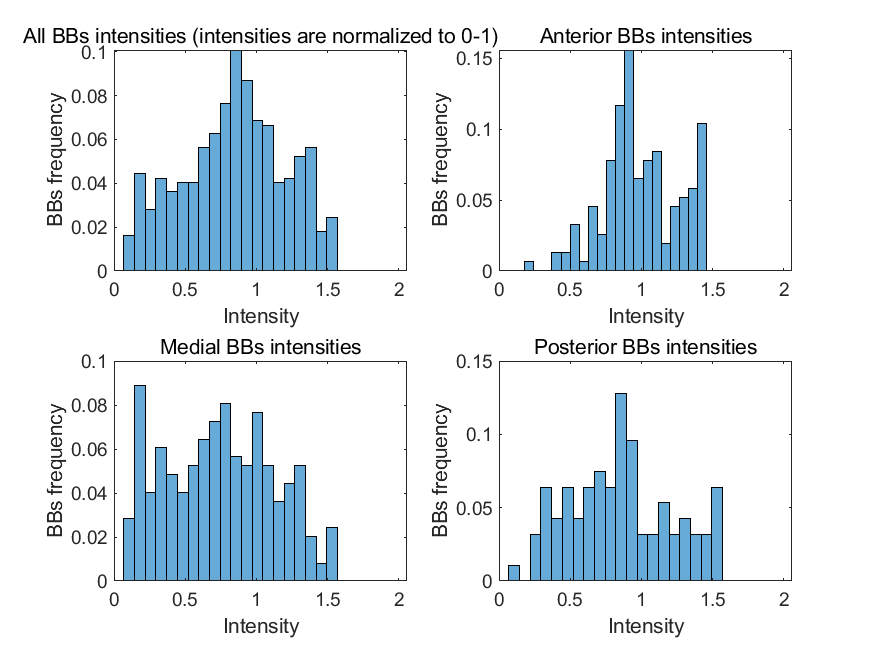 All BBs intensities (intensities are normalized to 0-1)
0.1
0.08
0.06
0.04
0.02
0
BBs frequency
0 0.5 1 1.5 2
Intensity
Anterior BBs intensities
0.15
0.1
0.05
0
BBs frequency
0 0.5 1 1.5 2
Intensity
Medial BBs intensities
0.1
0.08
0.06
0.04
0.02
0
BBs frequency
0 0.5 1 1.5 2
Intensity
Posterior BBs intensities
0.15
0.1
0.05
0
BBs frequency
0 0.5 1 1.5 2
Intensity